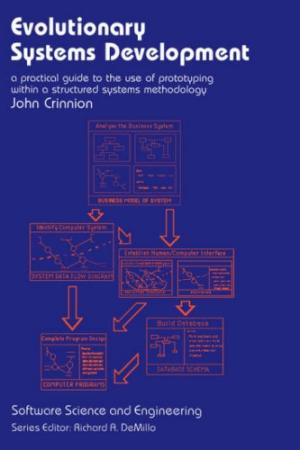 Evolutionary
Systems Development
a practical guide to the use of prototyping
within a structured systems methodology
John Crinnion
Analyse the Business System
BUSINESS MODEL OF SYSTEM
Identify Computer System
SYSTEM DATA FLOW DIAGRAM
Establish Human/Computer Interface
Build Database
DATABASE SCHEMA
Complete Program Design
COMPUTER PROGRAMS
Software Science and Engineering
Series Editor: Richard A. DeMillo